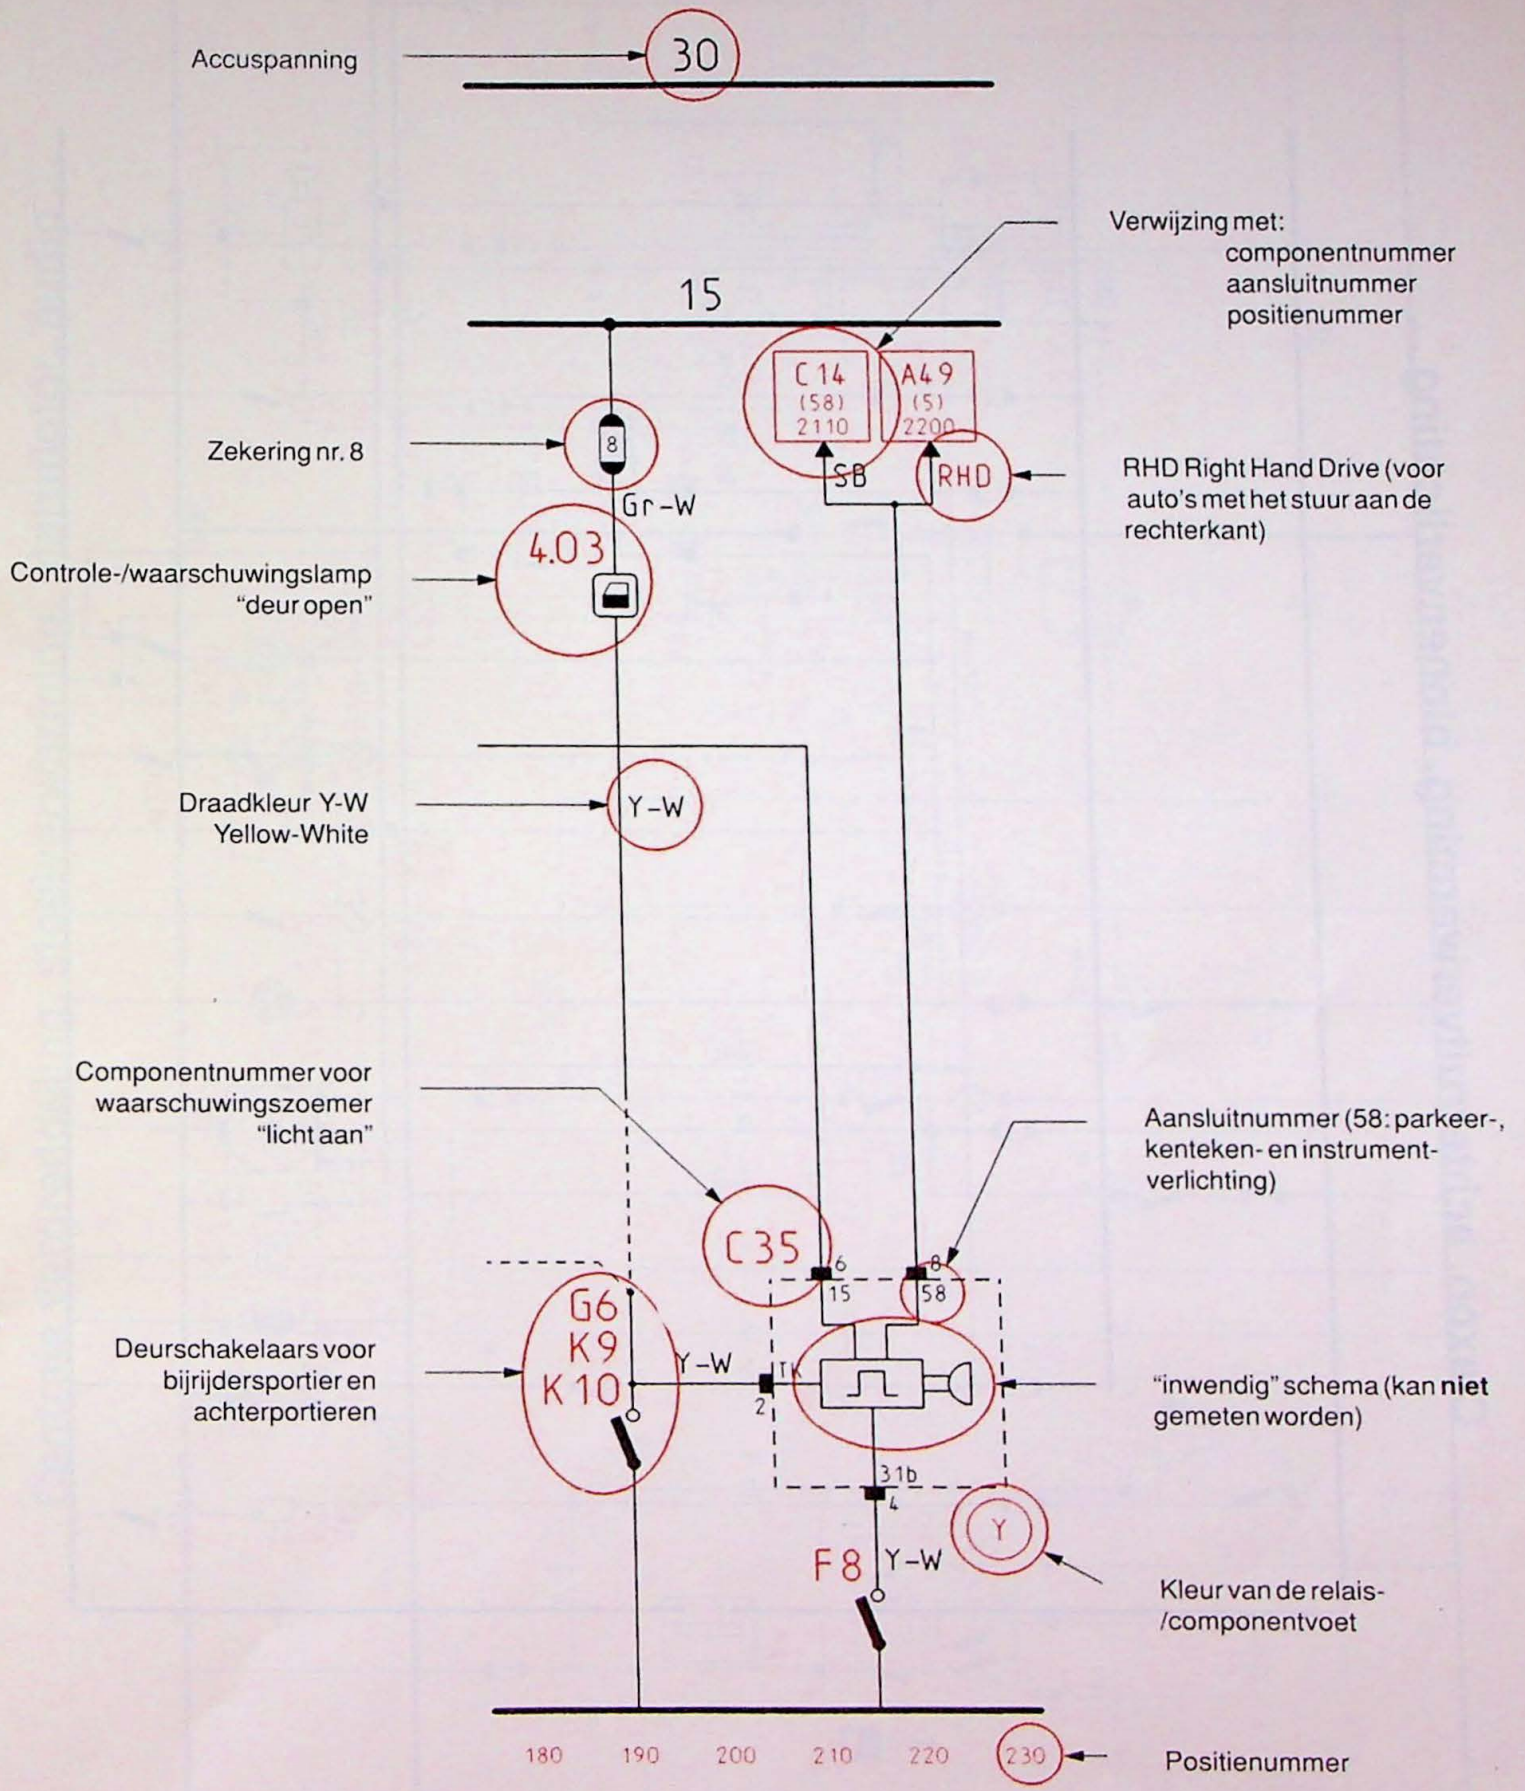 Accuspanning
30
Verwijzing met:
componentnummer
aansluitnummer
positienummer
15
C14
(58)
2110
A49
(5)
2200
Zekering nr. 8
8
SB
RHD
RHD Right Hand Drive (voor
auto's met het stuur aan de
rechterkant)
Gr-W
4.03
Controle-/waarschuwingslamp
“deur open”
Draadkleur Y-W
Yellow-White
Y-W
Componentnummer voor
waarschuwingszoemer
“licht aan”
Aansluitnummer (58: parkeer-,
kenteken- en instrument-
verlichting)
C35
6
8
15
58
G6
K9
K10
Deurschakelaars voor
bijrijdersportier en
achterportieren
Y-W
TK
2
“inwendig” schema (kan niet
gemeten worden)
31b
4
Y
F8
Y-W
Kleur van de relais-
/componentvoet
180 190 200 210 220 230
Positienummer